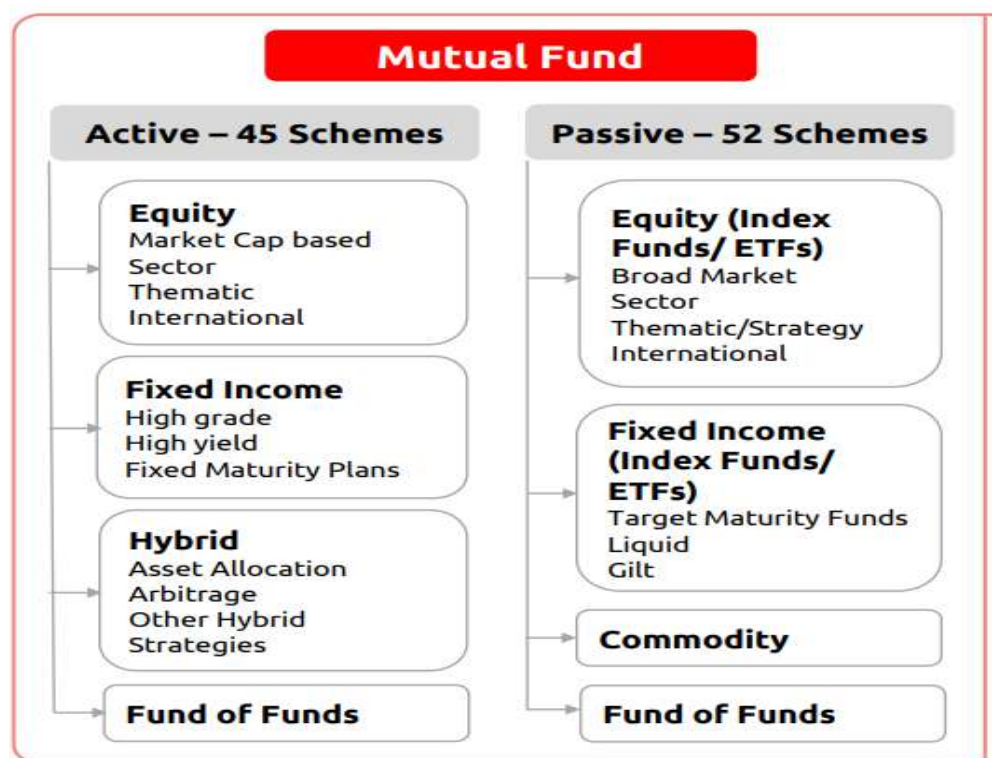 Mutual Fund
Active – 45 Schemes
Equity
Market Cap based
Sector
Thematic
International
Fixed Income
High grade
High yield
Fixed Maturity Plans
Hybrid
Asset Allocation
Arbitrage
Other Hybrid
Strategies
Fund of Funds
Passive – 52 Schemes
Equity (Index
Funds/ ETFs)
Broad Market
Sector
Thematic/Strategy
International
Fixed Income
(Index Funds/
ETFs)
Target Maturity Funds
Liquid
Gilt
Commodity
Fund of Funds